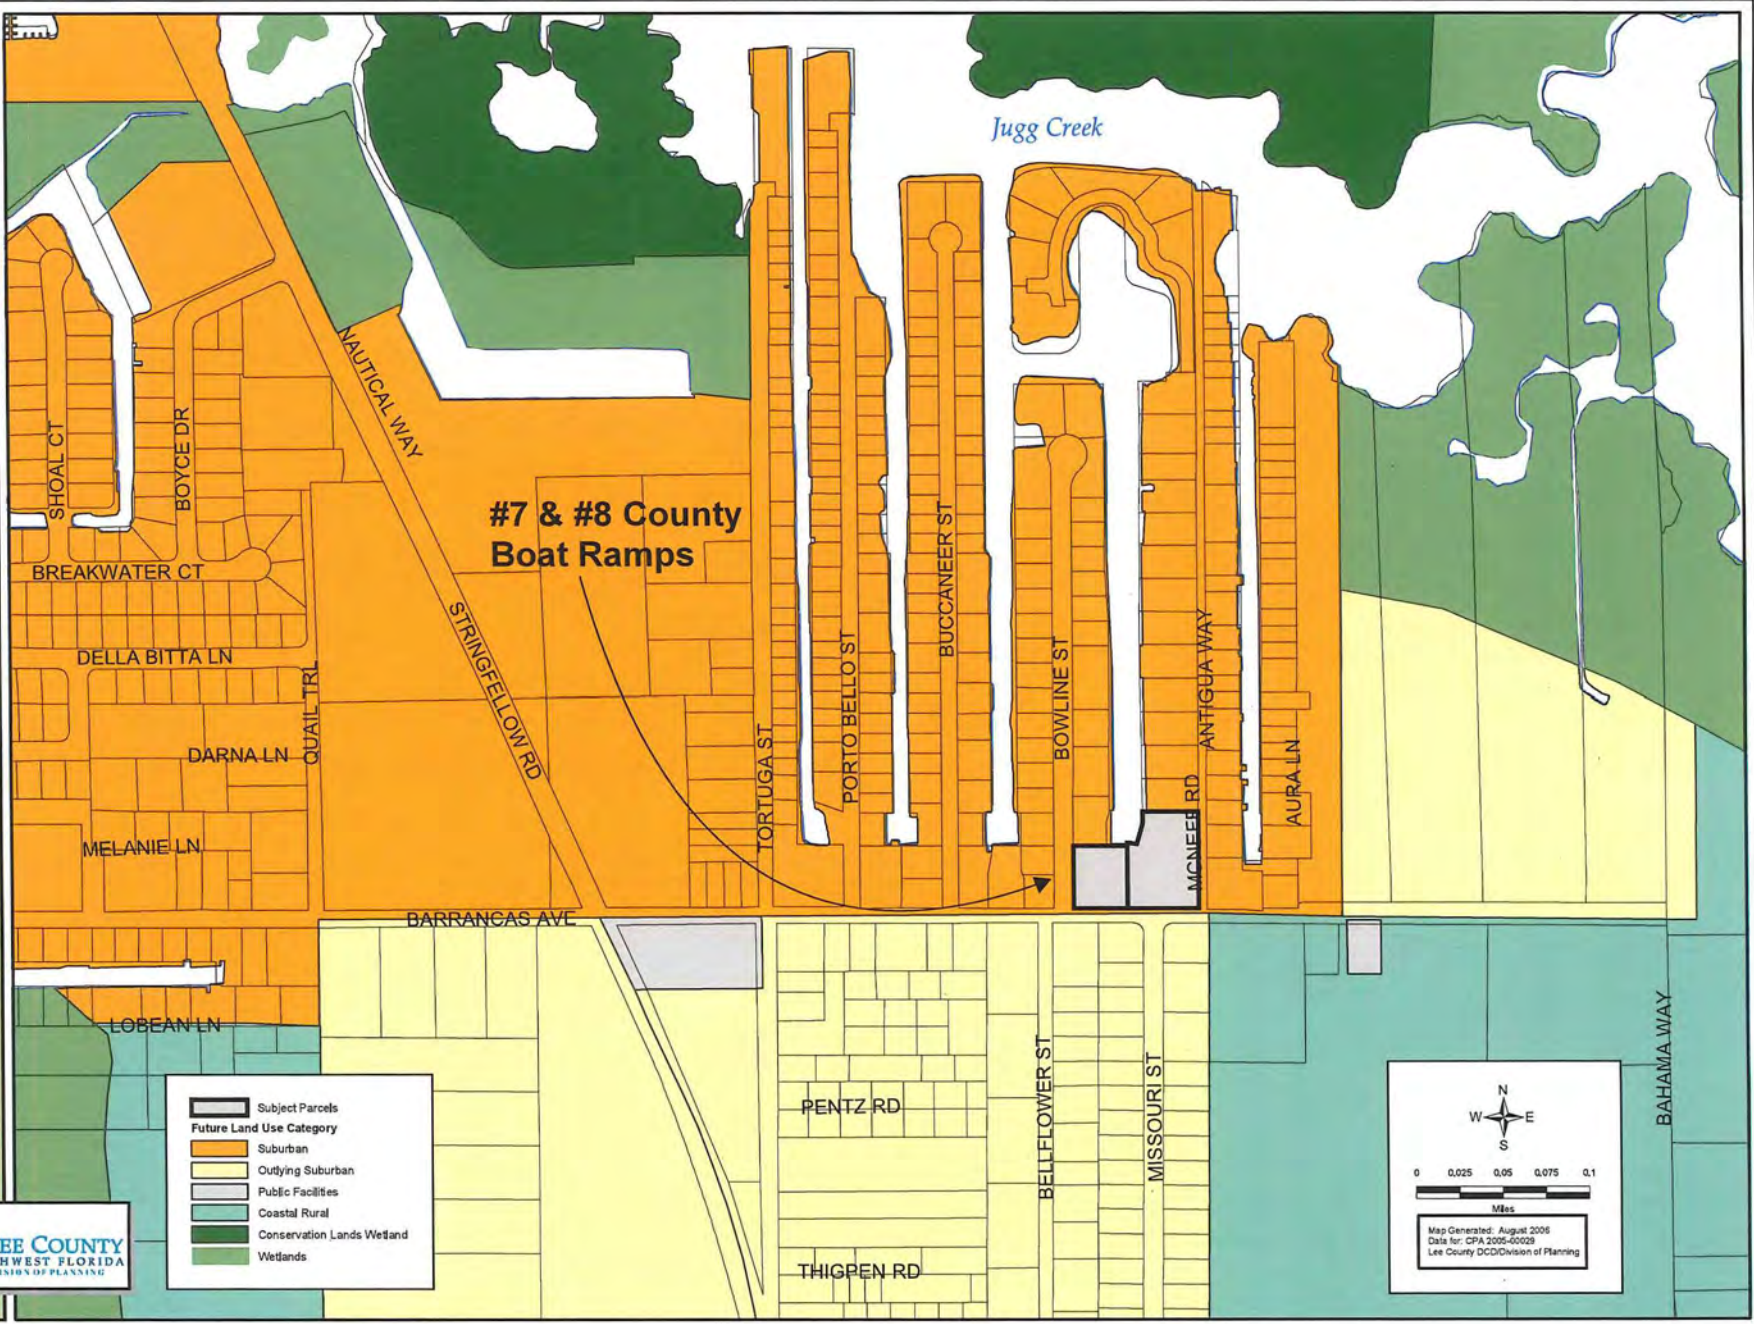 Jugg Creek
NAUTICAL WAY
SHOAL CT
BOYCE DR
#7 & #8 County
Boat Ramps
BUCCANEER ST
BREAKWATER CT
STRINGFELLOW RD
DELLA BITTA LN
QUAIL TRL
PORTO BELLO ST
BOWLINE ST
ANTIGUA WAY
DARNA LN
TORTUGA ST
AURA LN
MELANIE LN
RD
BARRANCAS AVE
LOBEAN LN
BAHAMA WAY
PENTZ RD
BELLFLOWER ST
MISSOURI ST
THIGPEN RD
Subject Parcels
Future Land Use Category
Suburban
Outlying Suburban
Public Facilities
Coastal Rural
Conservation Lands Wetland
Wetlands
EE COUNTY
HWEST FLORIDA
ISION OF PLANNING
N
W E
S
0 0.025 0.05 0.075 0.1
Miles
Map Generated: August 2006
Data for: CPA 2005-00029
Lee County DCD/Division of Planning